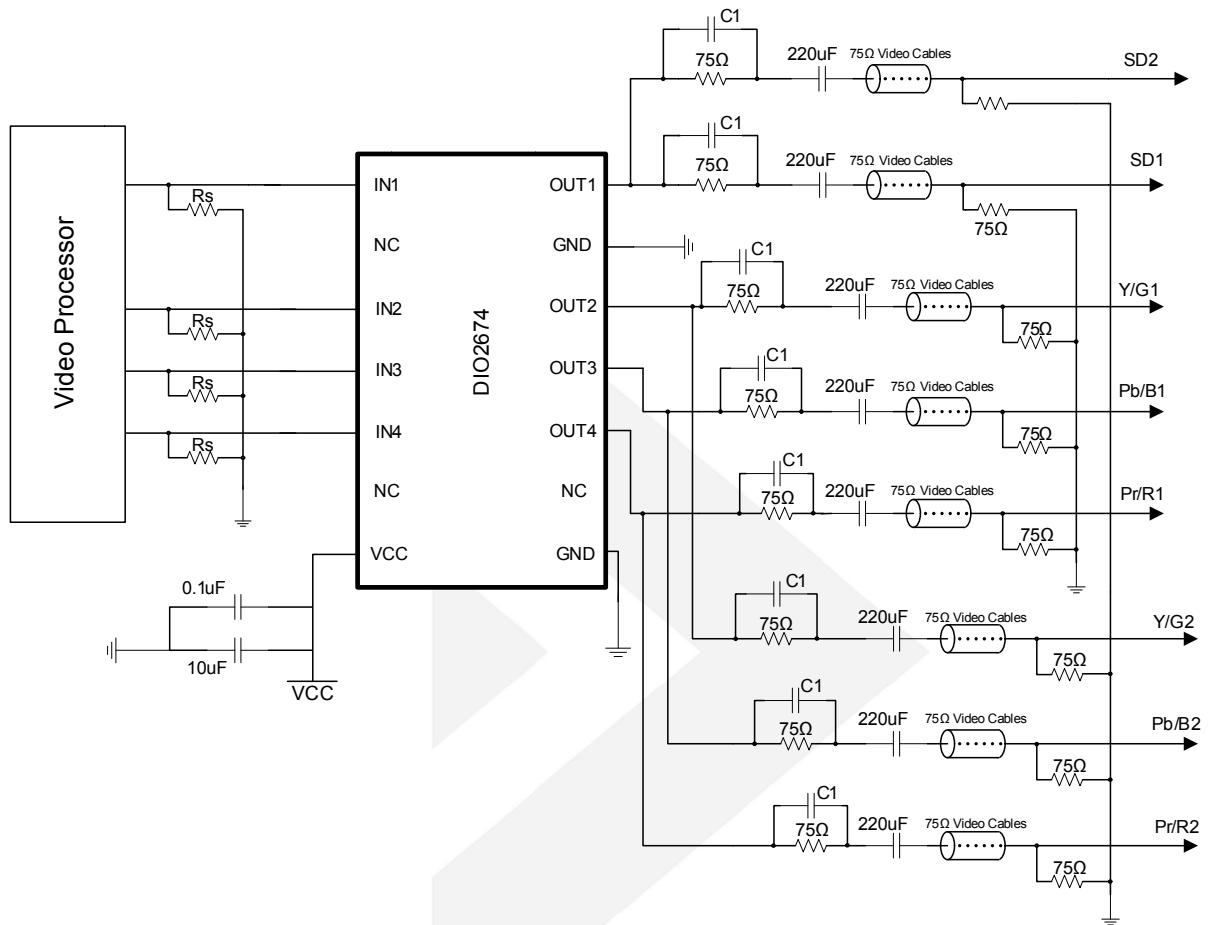 C1
75Ω
220uF
75Ω Video Cables
SD2
C1
75Ω
220uF
75Ω Video Cables
SD1
75Ω
Video Processor
Rs
Rs
Rs
Rs
IN1
NC
IN2
IN3
IN4
NC
VCC
DIO2674
OUT1
GND
OUT2
OUT3
OUT4
NC
GND
0.1uF
10uF
VCC
C1
75Ω
220uF
75Ω Video Cables
Y/G1
75Ω
C1
75Ω
220uF
75Ω Video Cables
Pb/B1
75Ω
C1
75Ω
220uF
75Ω Video Cables
Pr/R1
75Ω
C1
75Ω
220uF
75Ω Video Cables
Y/G2
75Ω
C1
75Ω
220uF
75Ω Video Cables
Pb/B2
75Ω
C1
75Ω
220uF
75Ω Video Cables
Pr/R2
75Ω